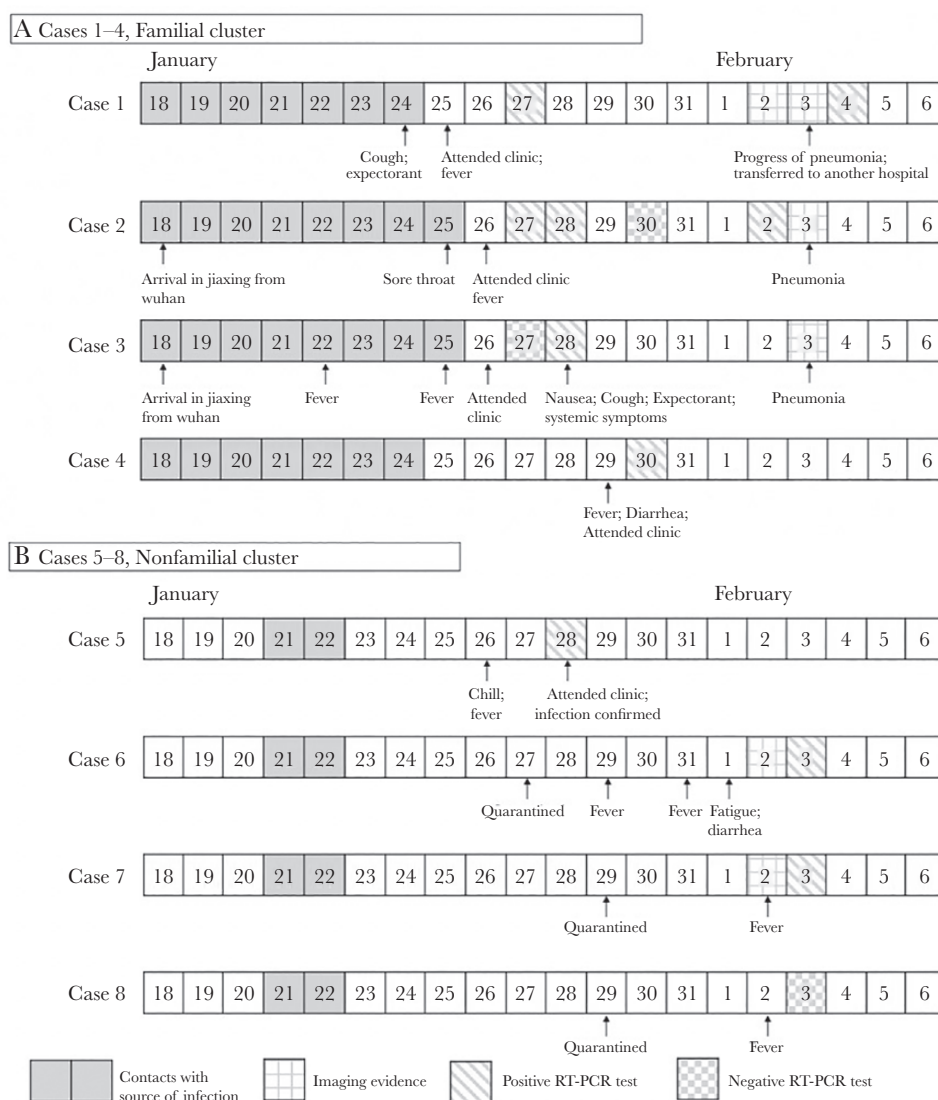 A Cases 1–4, Familial cluster
January February
Case 1 18 19 20 21 22 23 24 25 26 27 28 29 30 31 1 2 3 4 5 6
Cough; Attended clinic; Progress of pneumonia;
expectorant fever transferred to another hospital
Case 2 18 19 20 21 22 23 24 25 26 27 28 29 30 31 1 2 3 4 5 6
Arrival in jiaxing from Sore throat Attended clinic Pneumonia
wuhan fever
Case 3 18 19 20 21 22 23 24 25 26 27 28 29 30 31 1 2 3 4 5 6
Arrival in jiaxing Fever Fever Attended Nausea; Cough; Expectorant; Pneumonia
from wuhan clinic systemic symptoms
Case 4 18 19 20 21 22 23 24 25 26 27 28 29 30 31 1 2 3 4 5 6
Fever; Diarrhea;
Attended clinic
B Cases 5–8, Nonfamilial cluster
January February
Case 5 18 19 20 21 22 23 24 25 26 27 28 29 30 31 1 2 3 4 5 6
Chill; Attended clinic;
fever infection confirmed
Case 6 18 19 20 21 22 23 24 25 26 27 28 29 30 31 1 2 3 4 5 6
Quarantined Fever Fever Fatigue;
diarrhea
Case 7 18 19 20 21 22 23 24 25 26 27 28 29 30 31 1 2 3 4 5 6
Quarantined Fever
Case 8 18 19 20 21 22 23 24 25 26 27 28 29 30 31 1 2 3 4 5 6
Quarantined Fever
Contacts with Imaging evidence Positive RT-PCR test Negative RT-PCR test
source of infection